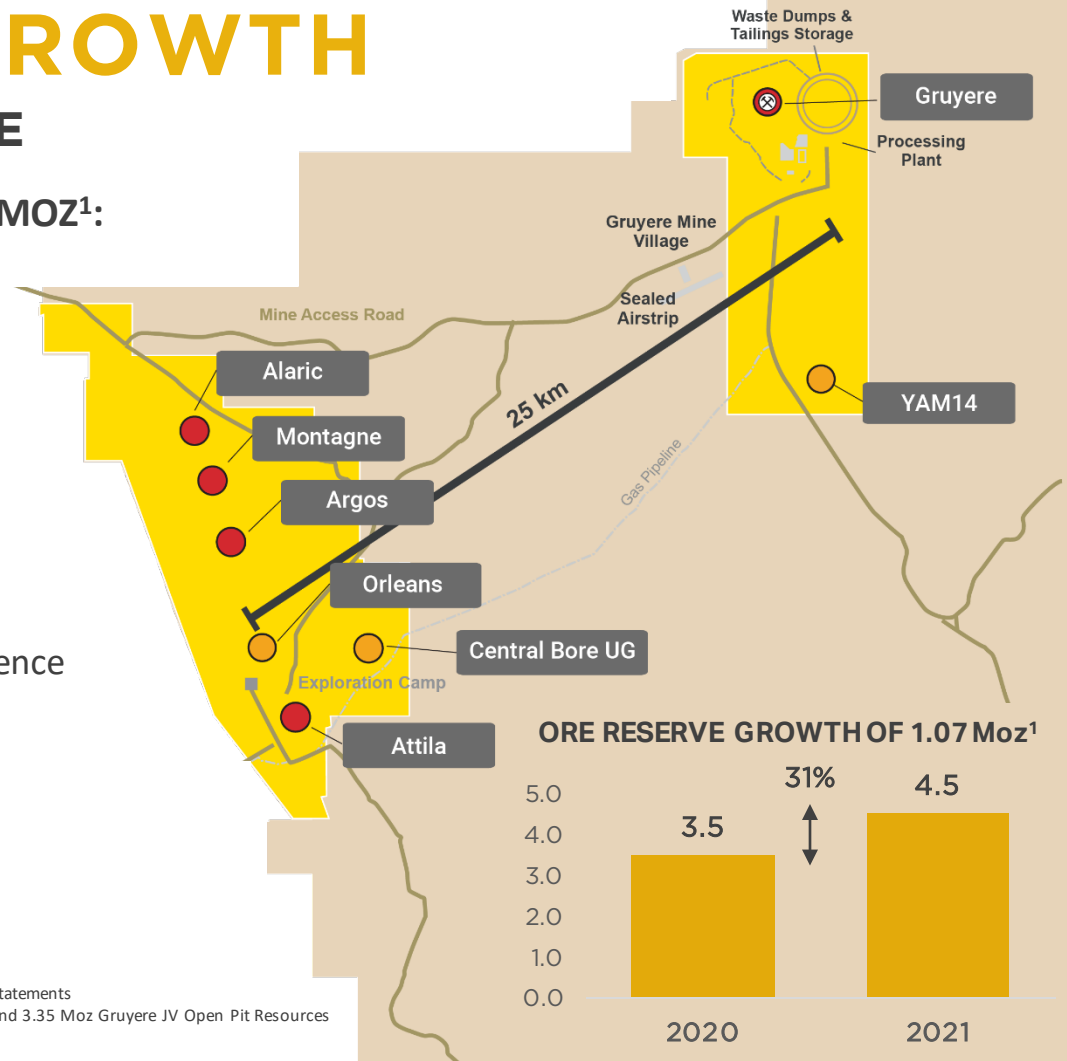 ROWTH
E
MOZ¹:
ence
Waste Dumps &
Tailings Storage
Gruyere
Processing
Plant
Gruyere Mine
Village
Sealed
Airstrip
Mine Access Road
25 km
Gas Pipeline
YAM14
Alaric
Montagne
Argos
Orleans
Central Bore UG
Exploration Camp
Attila
ORE RESERVE GROWTH OF 1.07 Moz¹
31%
5.0
4.0
3.0
2.0
1.0
0.0
3.5
4.5
2020
2021
tatements
nd 3.35 Moz Gruyere JV Open Pit Resources